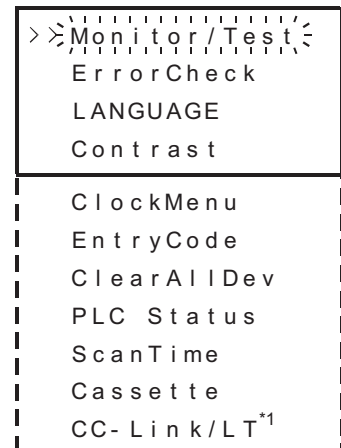 >>Monitor/Test
ErrorCheck
LANGUAGE
Contrast
ClockMenu
EntryCode
ClearAllDev
PLC Status
ScanTime
Cassette
CC-Link/LT*1